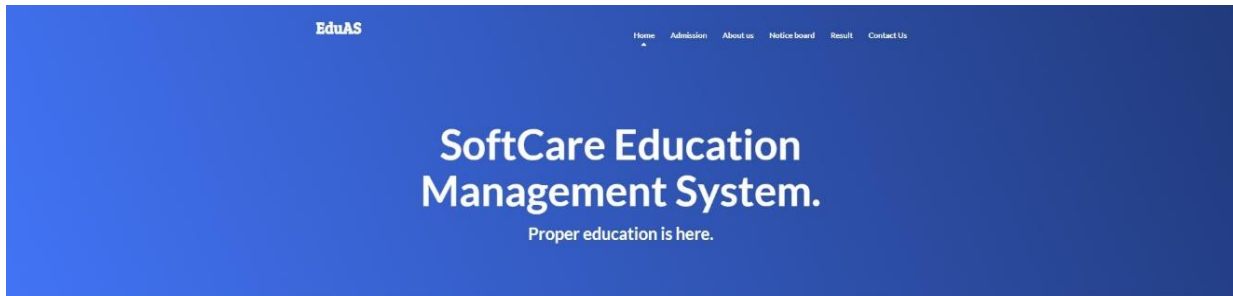 EduAS
Home Admission About us Notice board Result Contact Us
SoftCare Education
Management System.
Proper education is here.